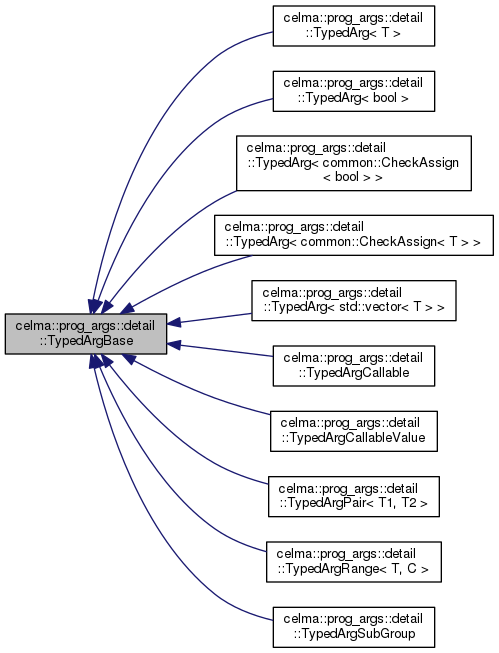 celma::prog_args::detail
::TypedArg< T >
celma::prog_args::detail
::TypedArg< bool >
celma::prog_args::detail
::TypedArg< common::CheckAssign
< bool > >
celma::prog_args::detail
::TypedArg< common::CheckAssign< T > >
celma::prog_args::detail
::TypedArg< std::vector< T > >
celma::prog_args::detail
::TypedArgBase
celma::prog_args::detail
::TypedArgCallable
celma::prog_args::detail
::TypedArgCallableValue
celma::prog_args::detail
::TypedArgPair< T1, T2 >
celma::prog_args::detail
::TypedArgRange< T, C >
celma::prog_args::detail
::TypedArgSubGroup